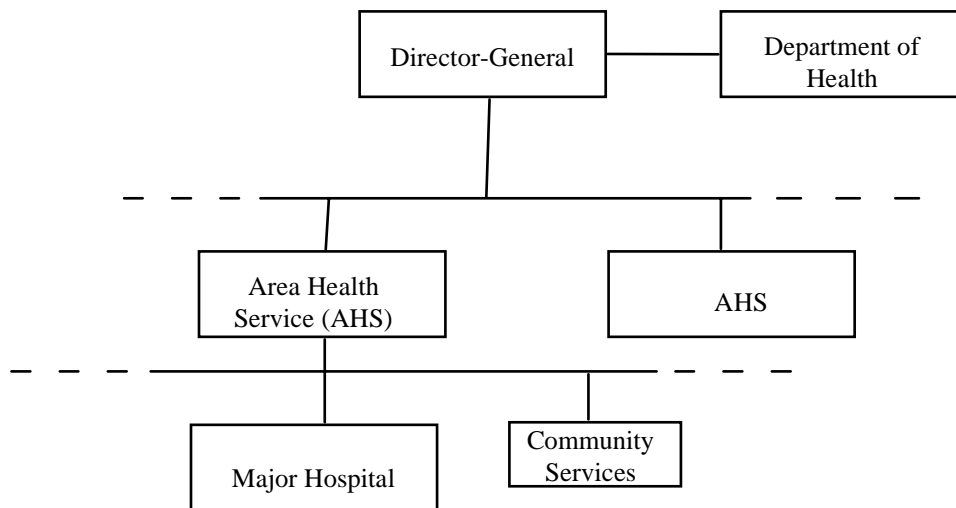 Director-General
Department of
Health
Area Health
Service (AHS)
AHS
Major Hospital
Community
Services